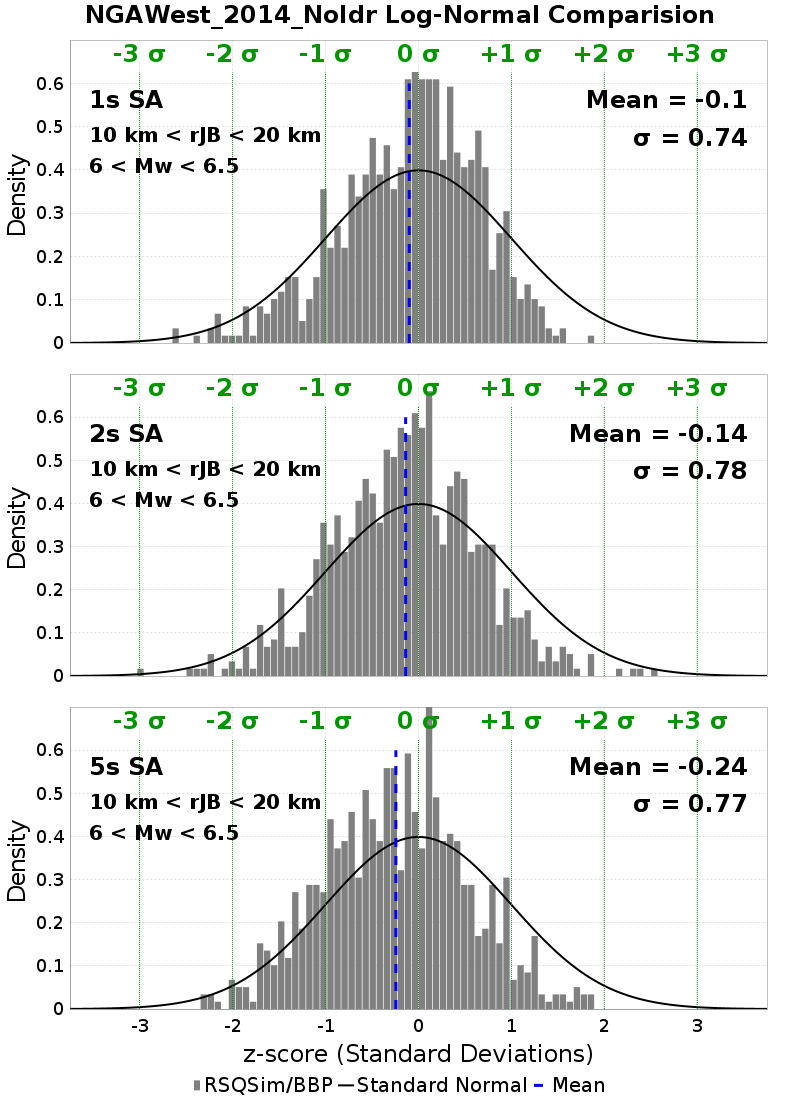 NGAWest_2014_NoIdr Log-Normal Comparision
-3 σ -2 σ -1 σ 0 σ +1 σ +2 σ +3 σ
1s SA
Mean = -0.1
10 km < rJB < 20 km
σ = 0.74
6 < Mw < 6.5
Density
0.6
0.5
0.4
0.3
0.2
0.1
0
-3 σ -2 σ -1 σ 0 σ +1 σ +2 σ +3 σ
2s SA
Mean = -0.14
10 km < rJB < 20 km
σ = 0.78
6 < Mw < 6.5
Density
0.6
0.5
0.4
0.3
0.2
0.1
0
-3 σ -2 σ -1 σ 0 σ +1 σ +2 σ +3 σ
5s SA
Mean = -0.24
10 km < rJB < 20 km
σ = 0.77
6 < Mw < 6.5
Density
0.6
0.5
0.4
0.3
0.2
0.1
0
-3 -2 -1 0 1 2 3
z-score (Standard Deviations)
RSQSim/BBP Standard Normal Mean